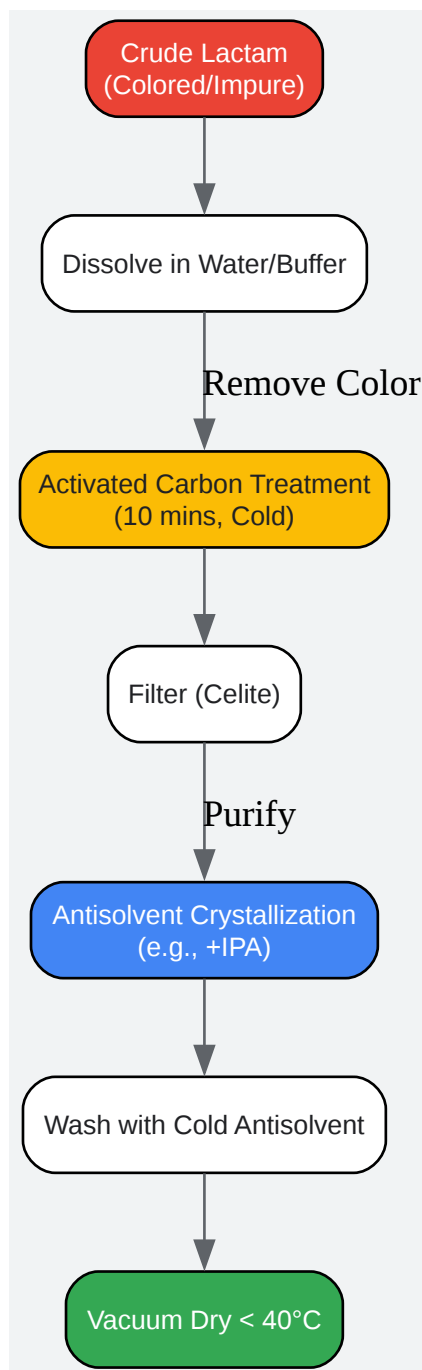 Crude Lactam
(Colored/Impure)
Dissolve in Water/Buffer
Remove Color
Activated Carbon Treatment
(10 mins, Cold)
Filter (Celite)
Purify
Antisolvent Crystallization
(e.g., +IPA)
Wash with Cold Antisolvent
Vacuum Dry < 40°C